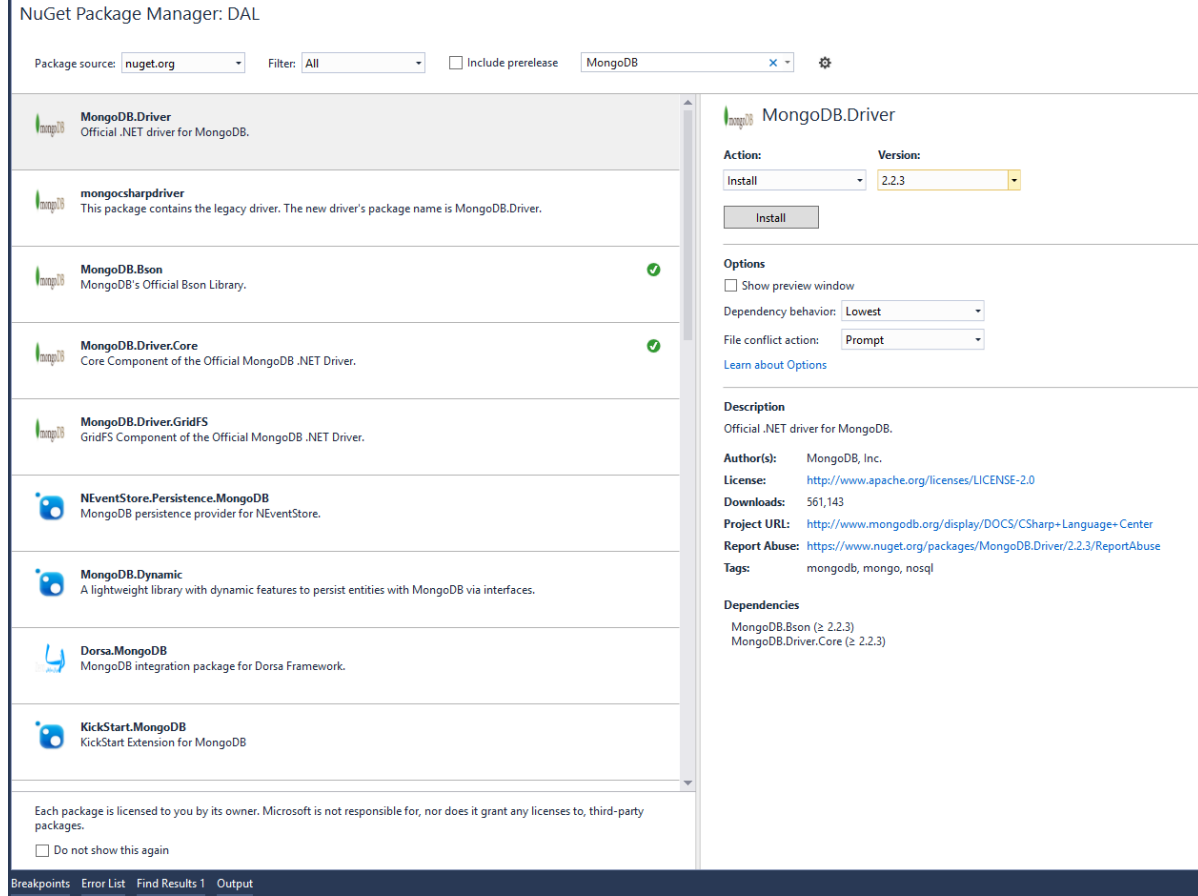 NuGet Package Manager: DAL
Package source: nuget.org Filter: All Include prerelease MongoDB
mongoDB MongoDB.Driver
Official .NET driver for MongoDB.
mongoDB mongocsharpdriver
This package contains the legacy driver. The new driver's package name is MongoDB.Driver.
mongoDB MongoDB.Bson
MongoDB's Official Bson Library.
mongoDB MongoDB.Driver.Core
Core Component of the Official MongoDB .NET Driver.
mongoDB MongoDB.Driver.GridFS
GridFS Component of the Official MongoDB .NET Driver.
NEventStore.Persistence.MongoDB
MongoDB persistence provider for NEventStore.
MongoDB.Dynamic
A lightweight library with dynamic features to persist entities with MongoDB via interfaces.
Dorsa.MongoDB
MongoDB integration package for Dorsa Framework.
KickStart.MongoDB
KickStart Extension for MongoDB
Each package is licensed to you by its owner. Microsoft is not responsible for, nor does it grant any licenses to, third-party
packages.
Do not show this again
mongoDB MongoDB.Driver
Action: Version:
Install 2.2.3
Install
Options
Show preview window
Dependency behavior: Lowest
File conflict action: Prompt
Learn about Options
Description
Official .NET driver for MongoDB.
Author(s): MongoDB, Inc.
License: http://www.apache.org/licenses/LICENSE-2.0
Downloads: 561,143
Project URL: http://www.mongodb.org/display/DOCS/CSharp+Language+Center
Report Abuse: https://www.nuget.org/packages/MongoDB.Driver/2.2.3/ReportAbuse
Tags: mongodb, mongo, nosql
Dependencies
MongoDB.Bson (≥ 2.2.3)
MongoDB.Driver.Core (≥ 2.2.3)
Breakpoints Error List Find Results 1 Output